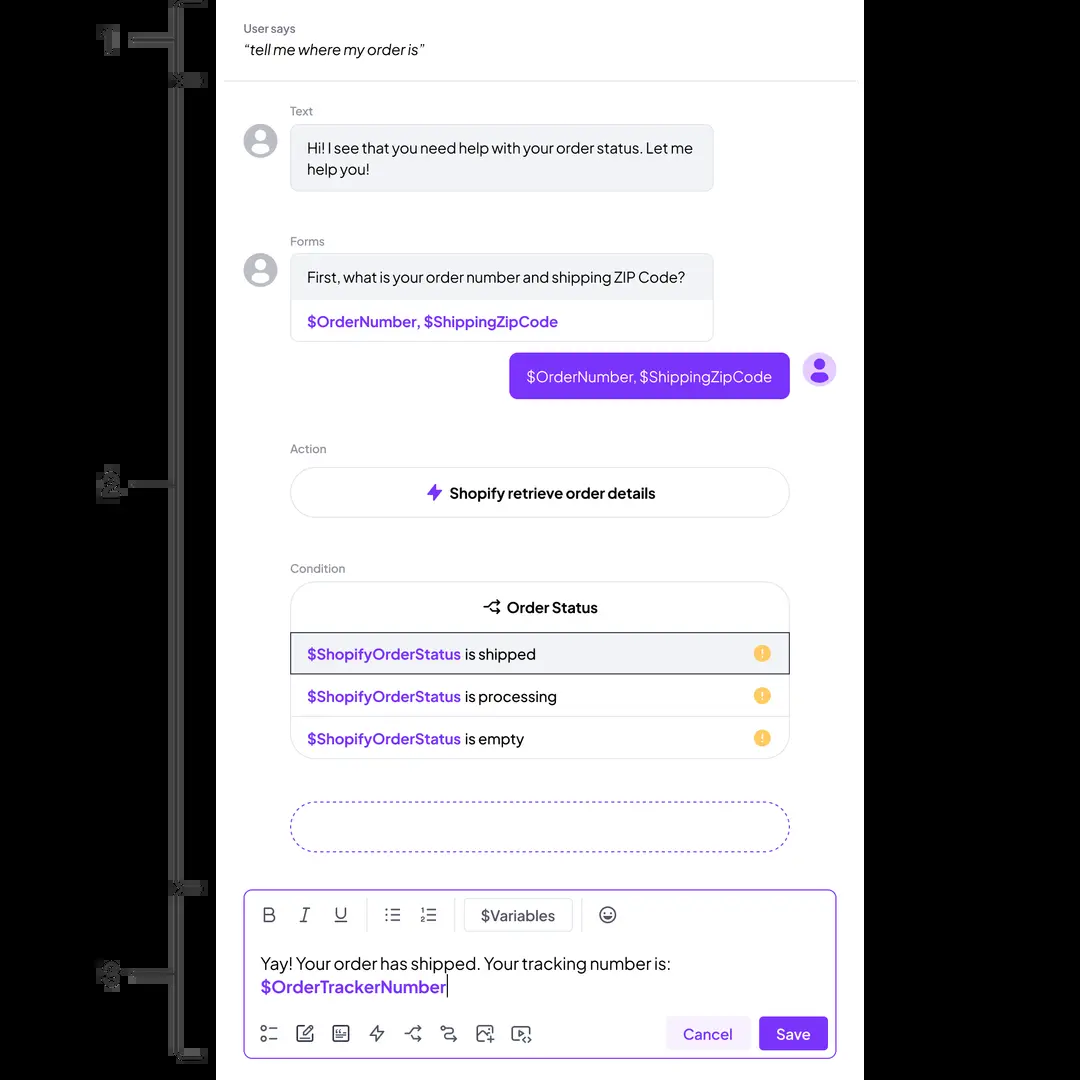 User says
“tell me where my order is”
Text
Hi! I see that you need help with your order status. Let me
help you!
Forms
First, what is your order number and shipping ZIP Code?
$OrderNumber, $ShippingZipCode
$OrderNumber, $ShippingZipCode
Action
Shopify retrieve order details
Condition
Order Status
$ShopifyOrderStatus is shipped
$ShopifyOrderStatus is processing
$ShopifyOrderStatus is empty
B I U $Variables
Yay! Your order has shipped. Your tracking number is:
$OrderTrackerNumber
Cancel Save